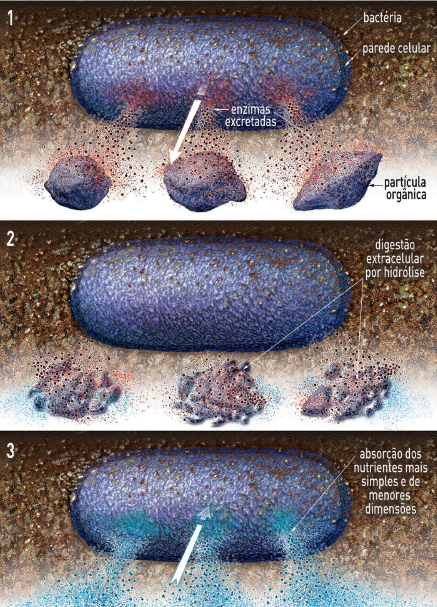 1
bactéria
parede celular
enzimas
excretadas
partícula
orgânica
2
digestão
extracelular
por hidrólise
3
absorção dos
nutrientes mais
simples e de
menores
dimensões